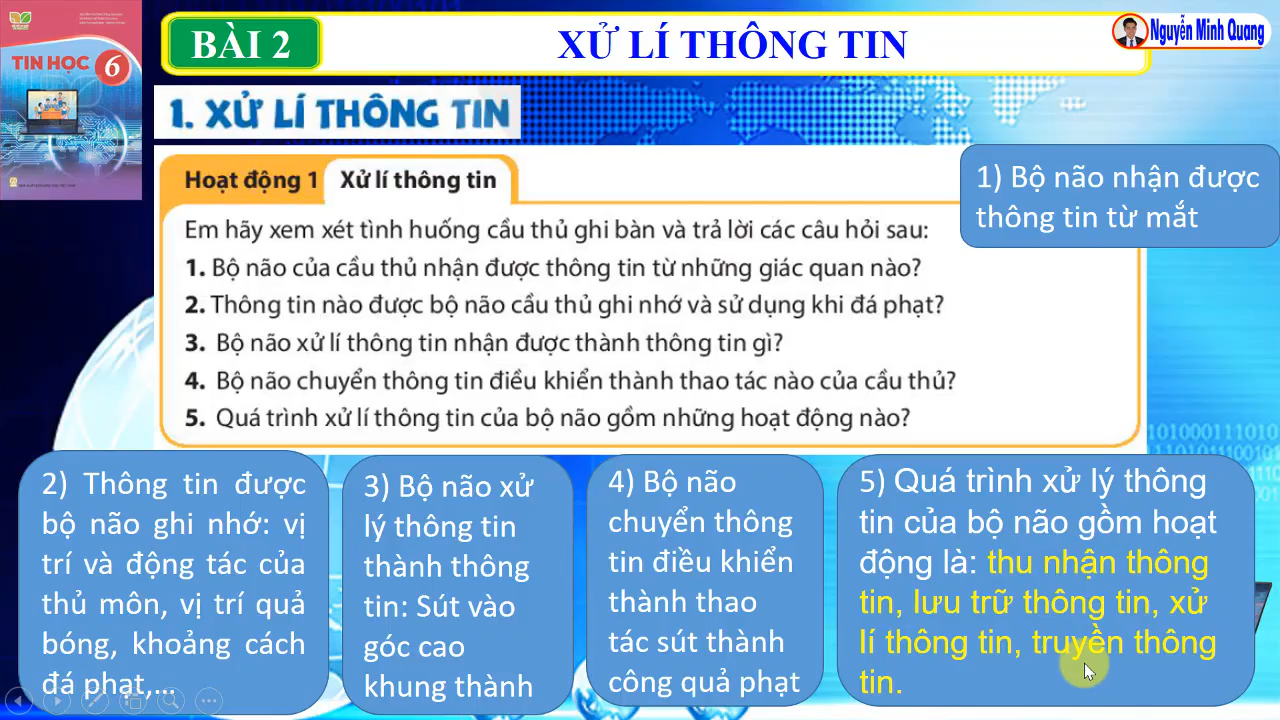 TIN HỌC 6
BÀI 2
XỬ LÍ THÔNG TIN
Nguyễn Minh Quang
1. XỬ LÍ THÔNG TIN
Hoạt động 1 Xử lí thông tin
Em hãy xem xét tình huống cầu thủ ghi bàn và trả lời các câu hỏi sau:
1. Bộ não của cầu thủ nhận được thông tin từ những giác quan nào?
2. Thông tin nào được bộ não cầu thủ ghi nhớ và sử dụng khi đá phạt?
3. Bộ não xử lí thông tin nhận được thành thông tin gì?
4. Bộ não chuyển thông tin điều khiển thành thao tác nào của cầu thủ?
5. Quá trình xử lí thông tin của bộ não gồm những hoạt động nào?
1) Bộ não nhận được
thông tin từ mắt
2) Thông tin được
bộ não ghi nhớ: vị
trí và động tác của
thủ môn, vị trí quả
bóng, khoảng cách
đá phạt,...
3) Bộ não xử
lý thông tin
thành thông
tin: Sút vào
góc cao
khung thành
4) Bộ não
chuyển thông
tin điều khiển
thành thao
tác sút thành
công quả phạt
5) Quá trình xử lý thông
tin của bộ não gồm hoạt
động là: thu nhận thông
tin, lưu trữ thông tin, xử
lí thông tin, truyền thông
tin.
101000111010